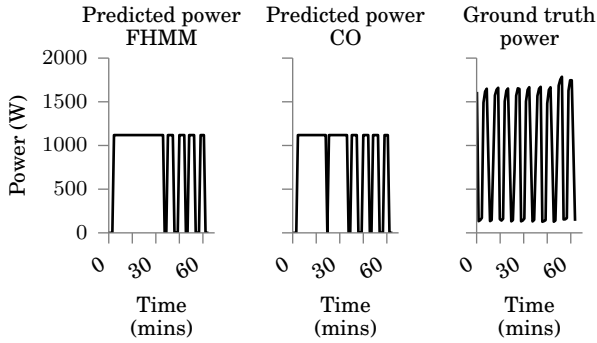 Predicted power
FHMM
Predicted power
CO
Ground truth
power
Power (W)
2000
1500
1000
500
0
0
30
60
0
30
60
0
30
60
Time
(mins)
Time
(mins)
Time
(mins)